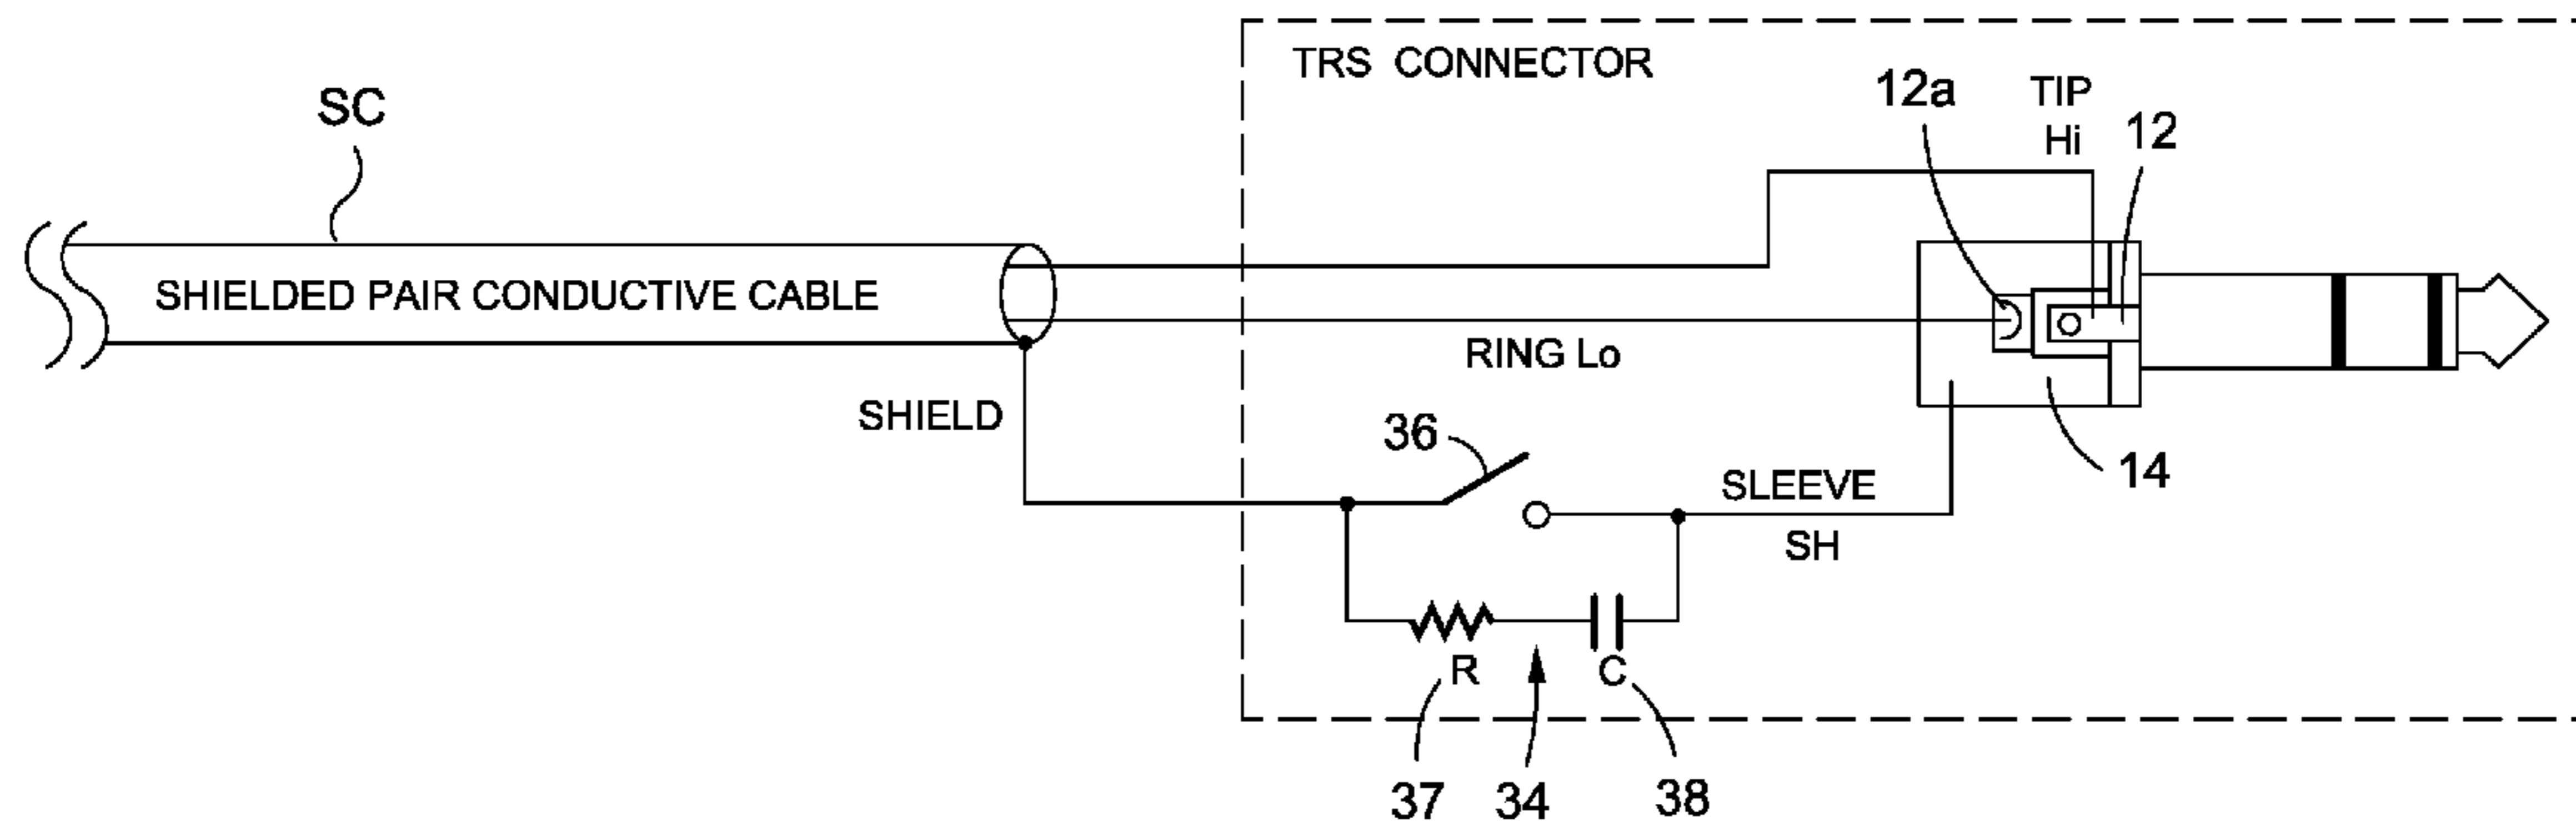 TRS CONNECTOR
12a
TIP
Hi
12
SC
SHIELDED PAIR CONDUCTIVE CABLE
RING Lo
SHIELD
36
SLEEVE
SH
14
R
C
37
34
38